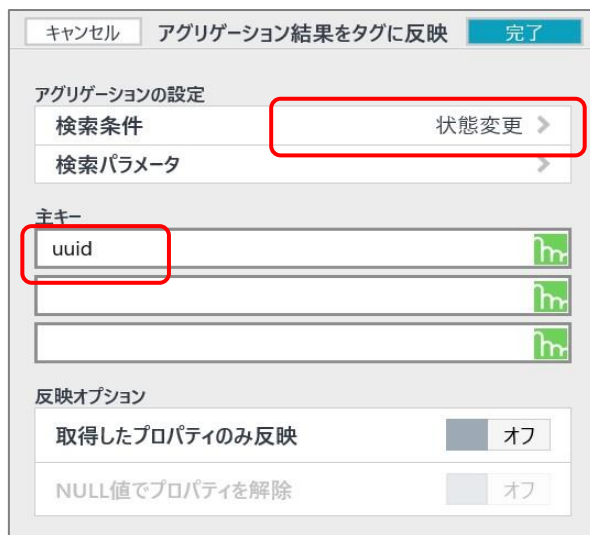 キャンセル アグリゲーション結果をタグに反映 完了
アグリゲーションの設定
検索条件 状態変更
検索パラメータ
主キー
uuid
反映オプション
取得したプロパティのみ反映 オフ
NULL値でプロパティを解除 オフ